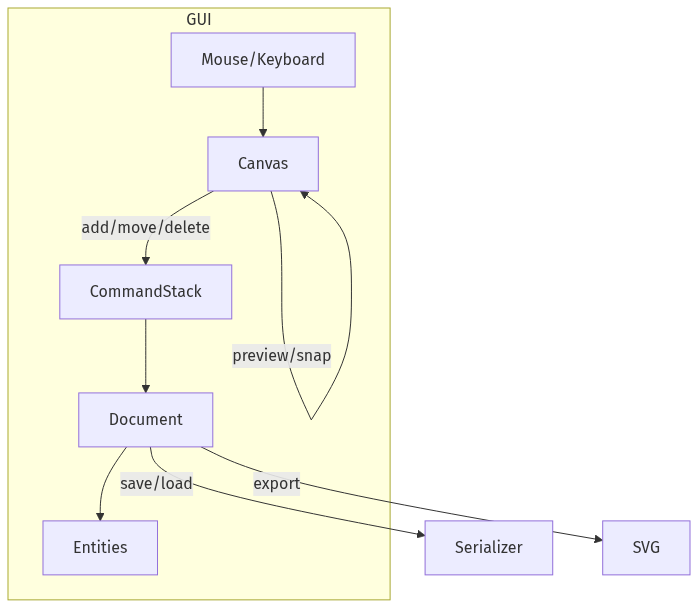 GUI
Mouse/Keyboard
Canvas
add/move/delete
CommandStack
preview/snap
Document
save/load
export
Entities
Serializer
SVG